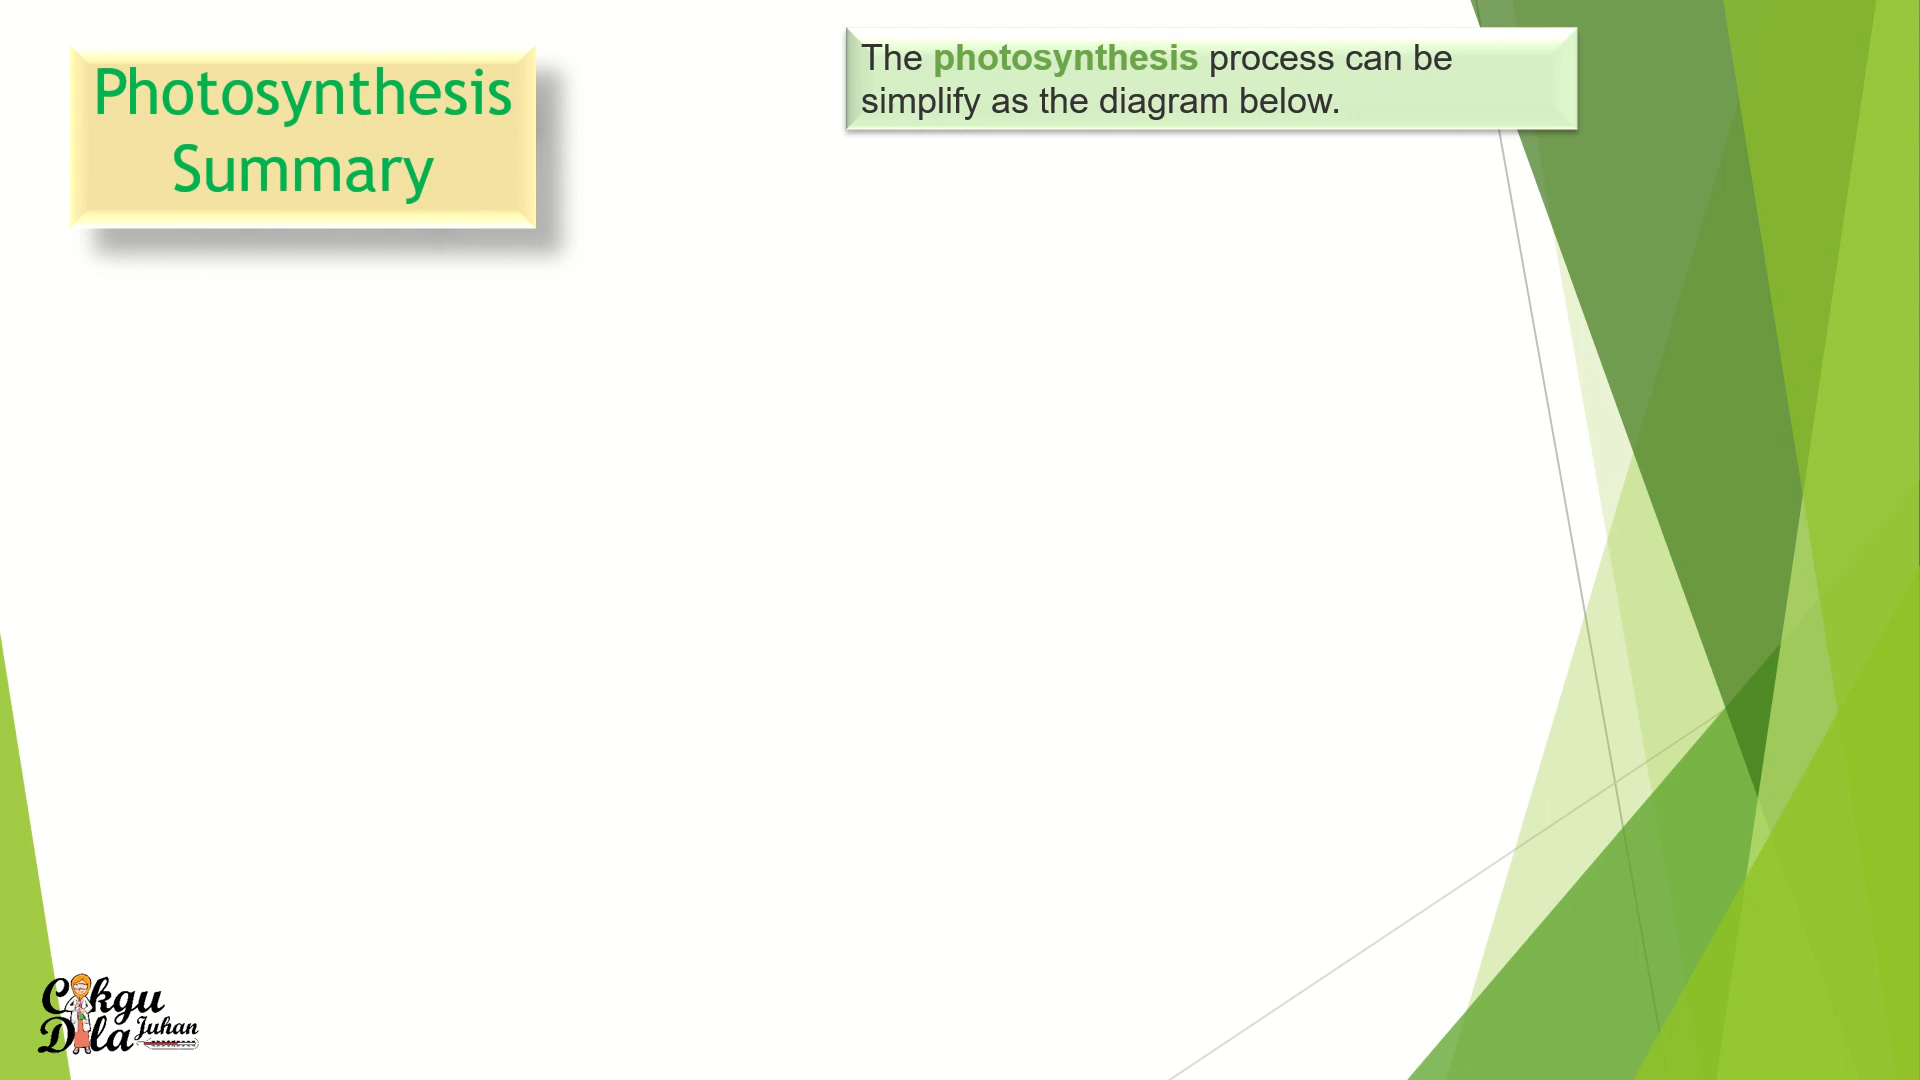 Photosynthesis
Summary
The photosynthesis process can be
simplify as the diagram below.
Cikgu
Dila Juhan